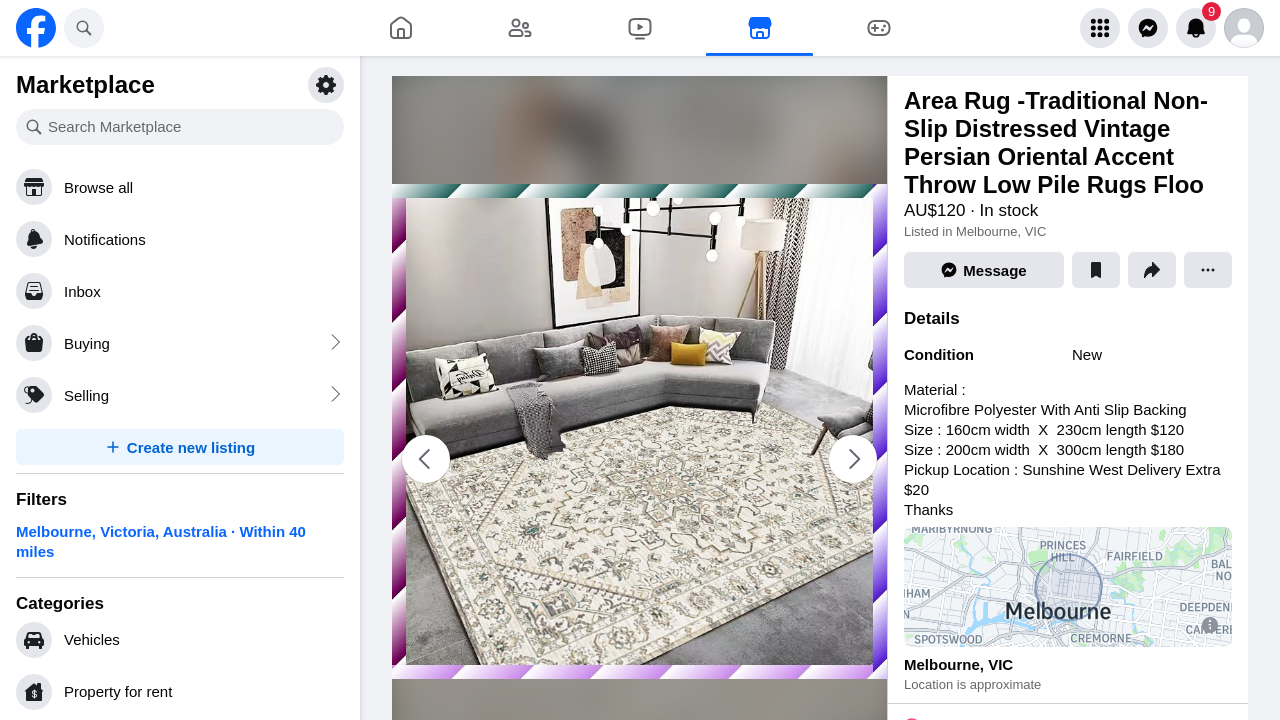 9
Marketplace
Search Marketplace
Browse all
Notifications
Inbox
Buying
Selling
Create new listing
Filters
Melbourne, Victoria, Australia · Within 40
miles
Categories
Vehicles
Property for rent
Area Rug -Traditional Non-
Slip Distressed Vintage
Persian Oriental Accent
Throw Low Pile Rugs Floo
AU$120 · In stock
Listed in Melbourne, VIC
Message
Details
Condition New
Material :
Microfibre Polyester With Anti Slip Backing
Size : 160cm width X 230cm length $120
Size : 200cm width X 300cm length $180
Pickup Location : Sunshine West Delivery Extra
$20
Thanks
MARIBYRNONG
PRINCES
HILL
FAIRFIELD
BAL
NO
HAM
N
Melbourne
DEEPDEN
SPOTSWOOD
CREMORNE
Melbourne, VIC
Location is approximate